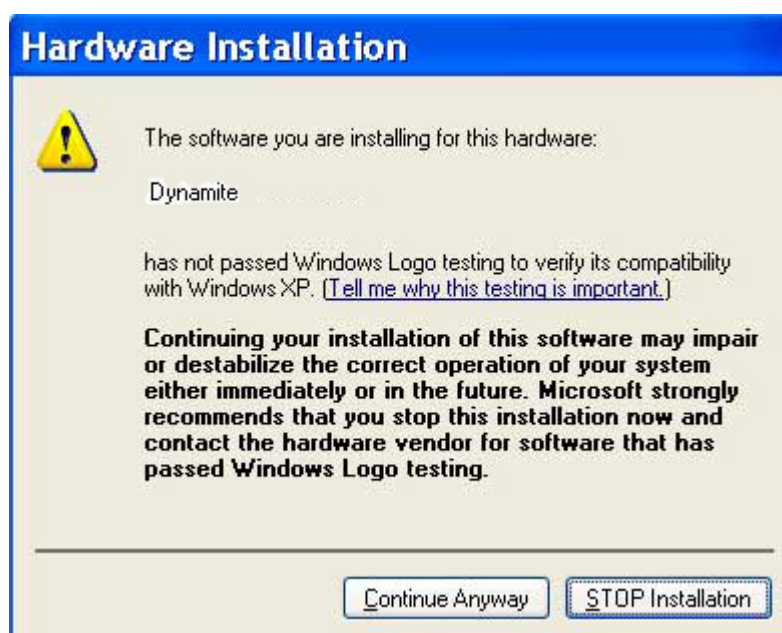 Hardware Installation
The software you are installing for this hardware:
Dynamite
has not passed Windows Logo testing to verify its compatibility
with Windows XP. (Tell me why this testing is important.)
Continuing your installation of this software may impair
or destabilize the correct operation of your system
either immediately or in the future. Microsoft strongly
recommends that you stop this installation now and
contact the hardware vendor for software that has
passed Windows Logo testing.
Continue Anyway
STOP Installation